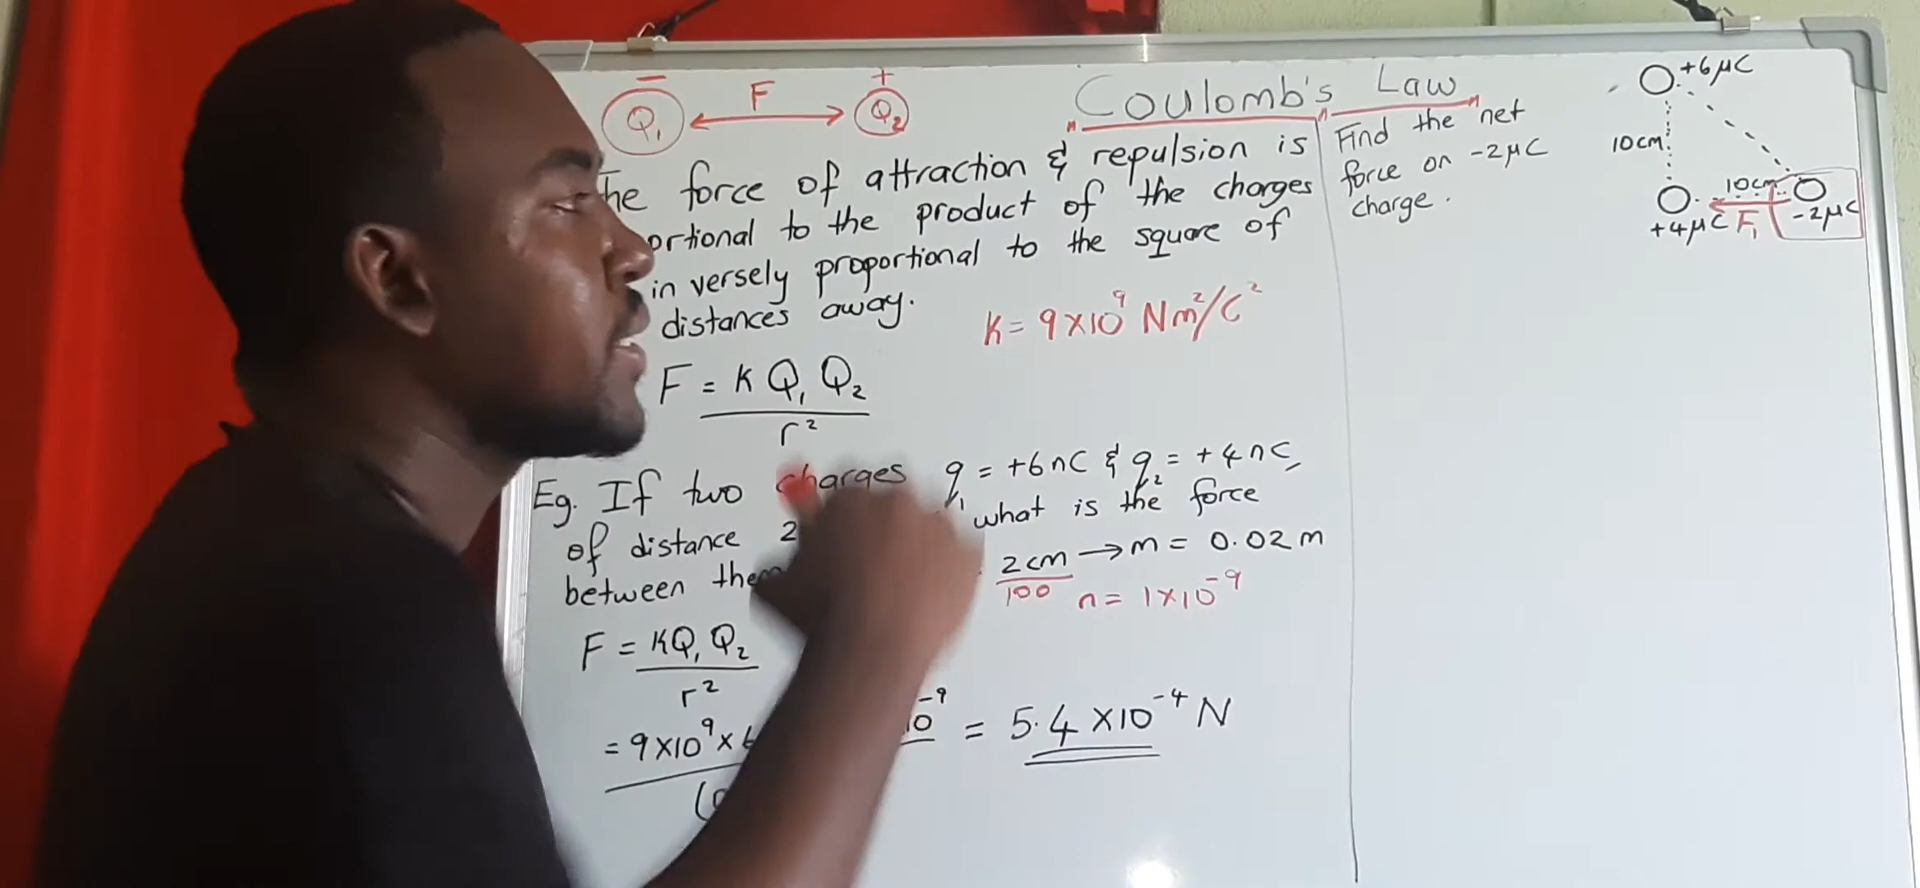 − +
Q₁ F Q₂
Coulomb's Law
The force of attraction & repulsion is
ortional to the product of the charges
inversely proportional to the square of
distances away.
K = 9×10⁹ Nm²/C²
F = K Q₁ Q₂
r²
Eg. If two charges q₁ = +6nC & q₂ = +4nC,
of distance 2 what is the force
between them
2cm → m = 0.02m
100 n = 1×10⁻⁹
F = KQ₁ Q₂
r²
= 9×10⁹ × 6 10⁻⁹ = 5.4 ×10⁻⁴ N
(0
Find the net
force on -2μC
charge.
+6μC
10cm
10cm
+4μC F₁ -2μC